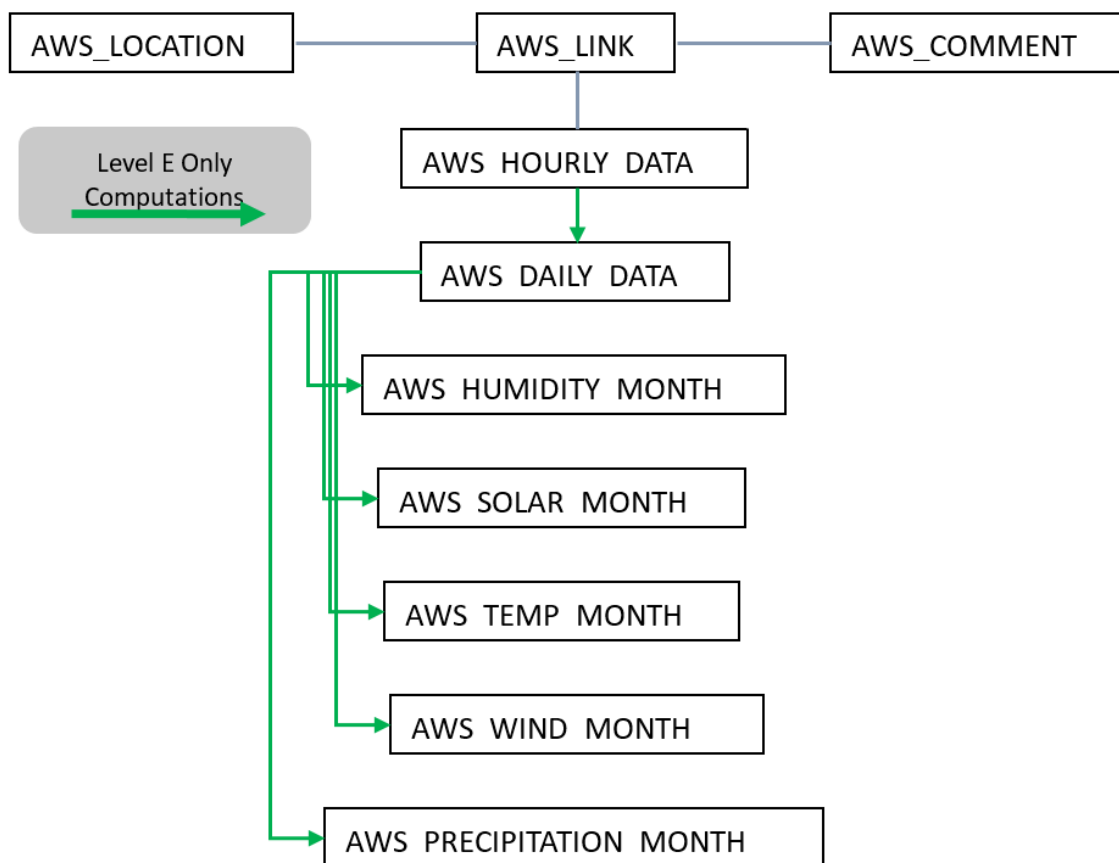 AWS_LOCATION
AWS_LINK
AWS_COMMENT
Level E Only
Computations
AWS HOURLY DATA
AWS DAILY DATA
AWS HUMIDITY MONTH
AWS SOLAR MONTH
AWS TEMP MONTH
AWS WIND MONTH
AWS PRECIPITATION MONTH